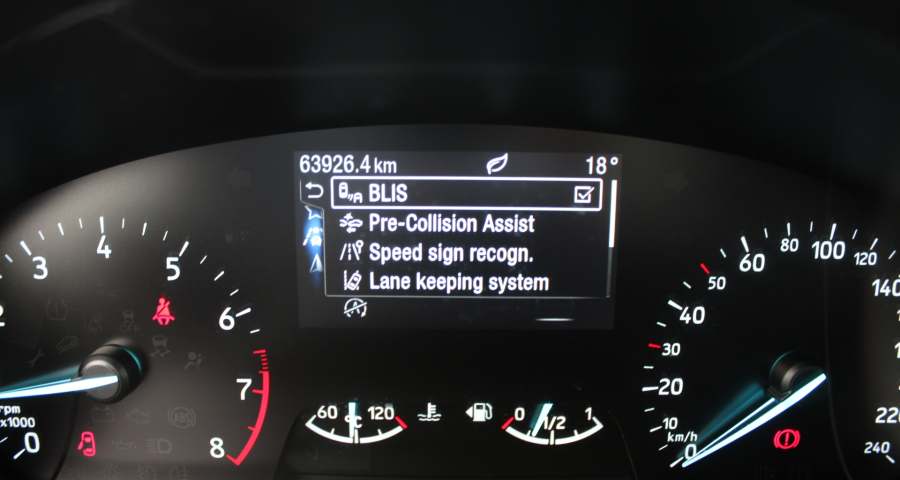 63926.4 km 18°
BLIS
Pre-Collision Assist
Speed sign recogn.
Lane keeping system
2 3 4 5 6 7 8
rpm
x1000
0
60 °C 120
0 1/2 1
0 10 20 30 40 50 60 80 100 120 140
km/h
220
240